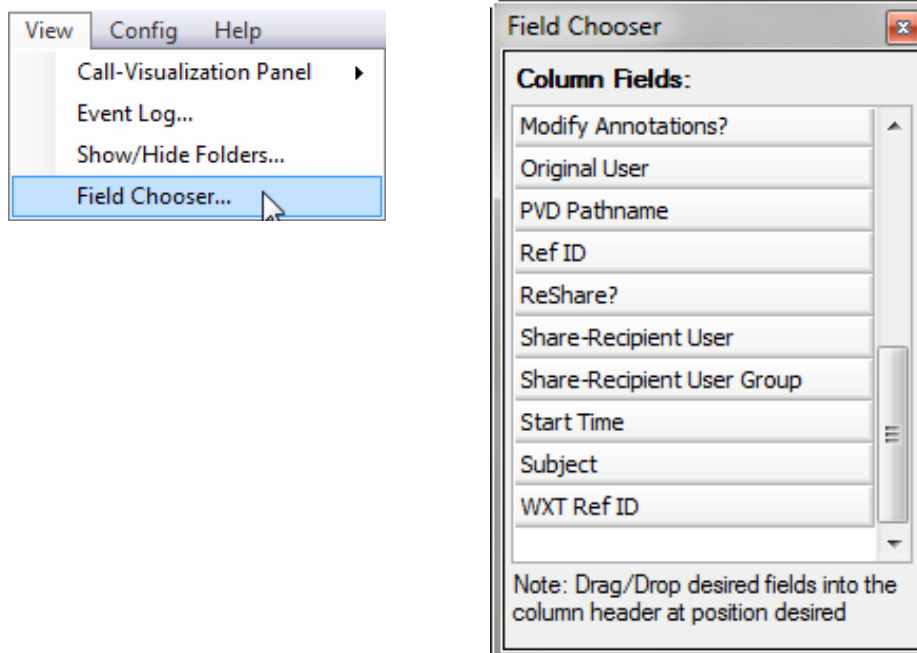 View Config Help
Call-Visualization Panel
Event Log...
Show/Hide Folders...
Field Chooser...
Field Chooser
Column Fields:
Modify Annotations?
Original User
PVD Pathname
Ref ID
ReShare?
Share-Recipient User
Share-Recipient User Group
Start Time
Subject
WXT Ref ID
Note: Drag/Drop desired fields into the
column header at position desired